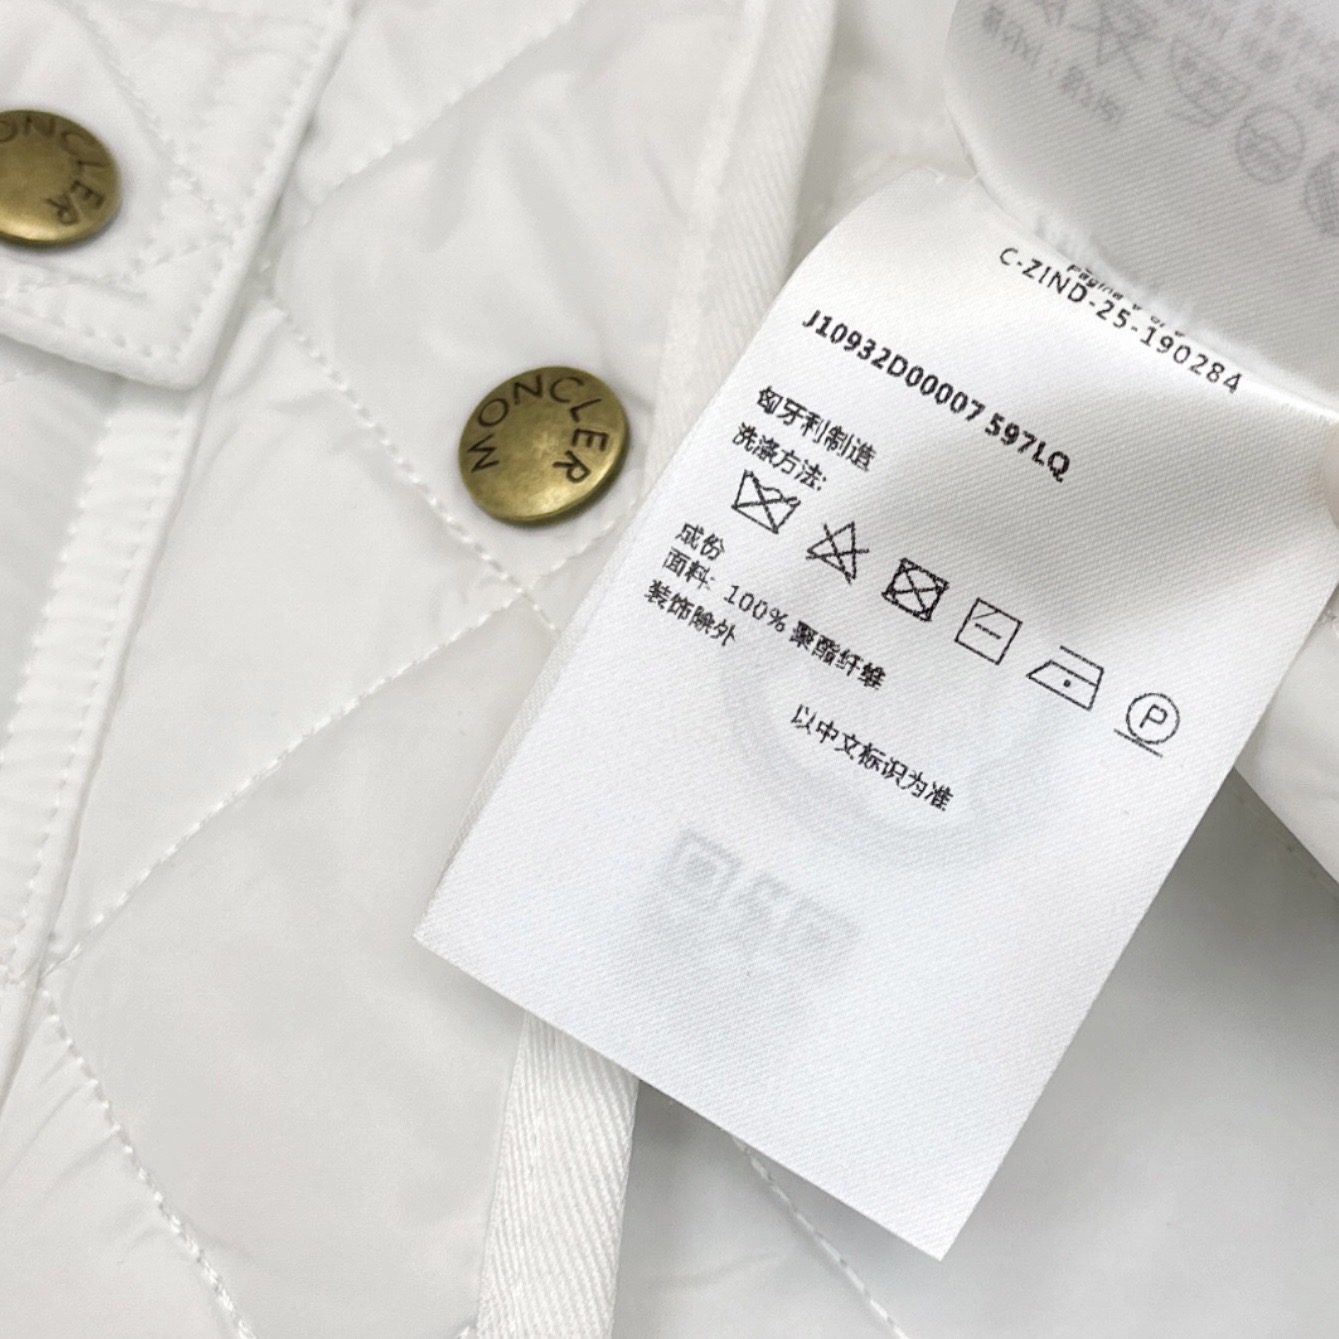 MONCLER
MONCLER
C-ZIND-25-190284
J10932D00007 597LQ
匈牙利制造
洗涤方法:
P
成份
面料: 100% 聚酯纤维
装饰除外
以中文标识为准